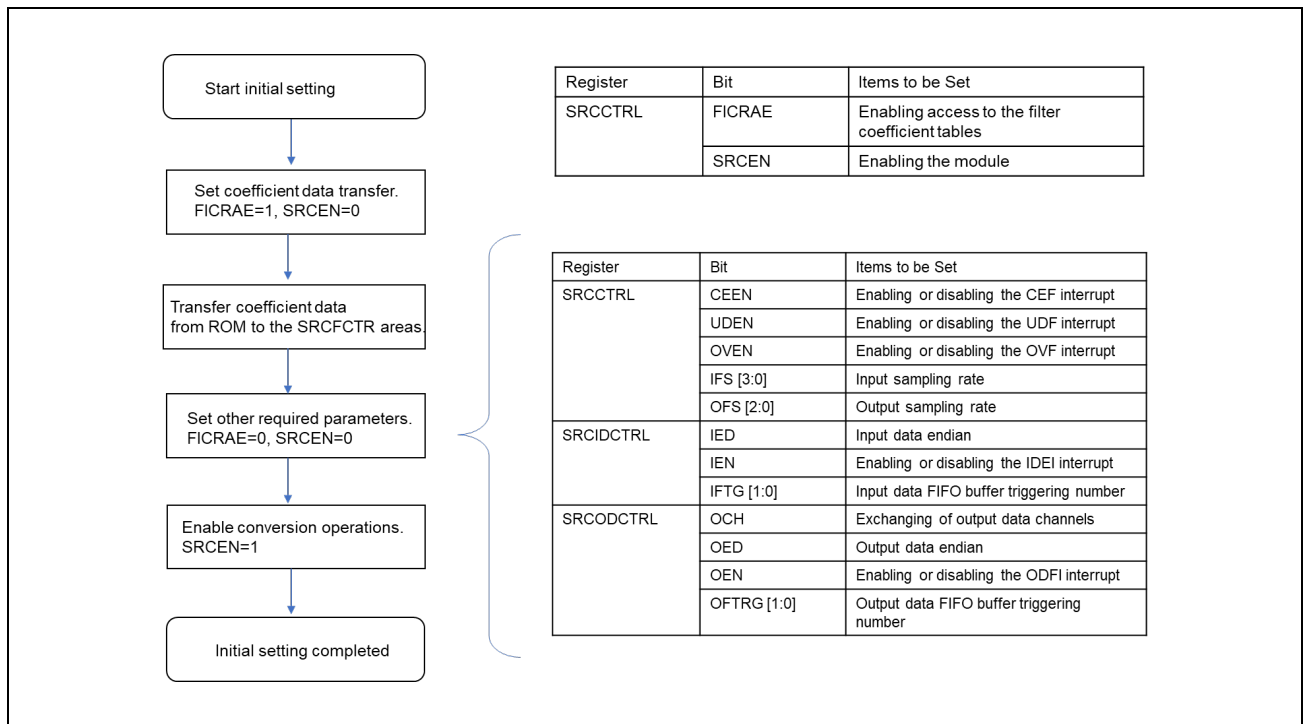 Start initial setting
Set coefficient data transfer.
FICRAE=1, SRCEN=0
Transfer coefficient data
from ROM to the SRCFCTR areas.
Set other required parameters.
FICRAE=0, SRCEN=0
Enable conversion operations.
SRCEN=1
Initial setting completed
Register Bit Items to be Set
SRCCTRL FICRAE Enabling access to the filter
coefficient tables
SRCEN Enabling the module
Register Bit Items to be Set
SRCCTRL CEEN Enabling or disabling the CEF interrupt
UDEN Enabling or disabling the UDF interrupt
OVEN Enabling or disabling the OVF interrupt
IFS [3:0] Input sampling rate
OFS [2:0] Output sampling rate
SRCIDCTRL IED Input data endian
IEN Enabling or disabling the IDEI interrupt
IFTG [1:0] Input data FIFO buffer triggering number
SRCODCTRL OCH Exchanging of output data channels
OED Output data endian
OEN Enabling or disabling the ODFI interrupt
OFTRG [1:0] Output data FIFO buffer triggering
number